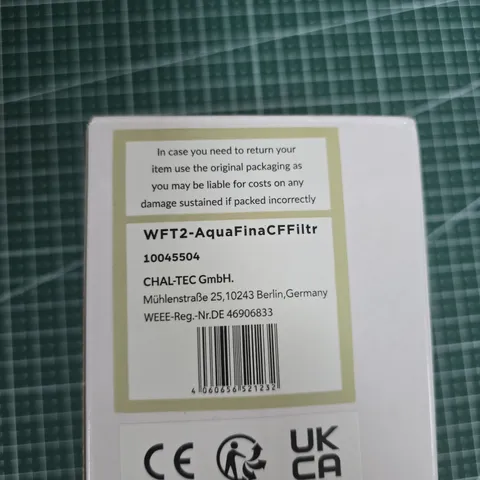 In case you need to return your
item use the original packaging as
you may be liable for costs on any
damage sustained if packed incorrectly
WFT2-AquaFinaCFFiltr
10045504
CHAL-TEC GmbH.
Mühlenstraße 25,10243 Berlin,Germany
WEEE-Reg.-Nr.DE 46906833
4 060656 521232
CE
UK
CA